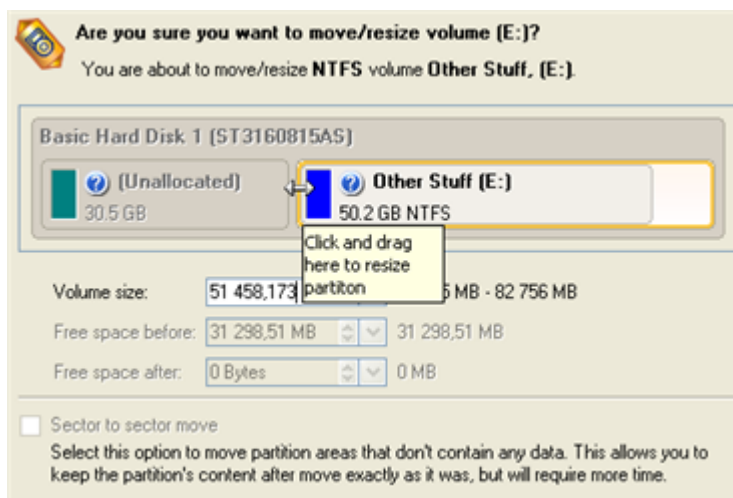 Are you sure you want to move/resize volume (E:)?
You are about to move/resize NTFS volume Other Stuff, (E:).
Basic Hard Disk 1 (ST3160815AS)
(Unallocated)
30.5 GB
Other Stuff (E:)
50.2 GB NTFS
Click and drag
here to resize
partiton
Volume size: 51 458,173 5 MB - 82 756 MB
Free space before: 31 298,51 MB 31 298,51 MB
Free space after: 0 Bytes 0 MB
Sector to sector move
Select this option to move partition areas that don't contain any data. This allows you to
keep the partition's content after move exactly as it was, but will require more time.